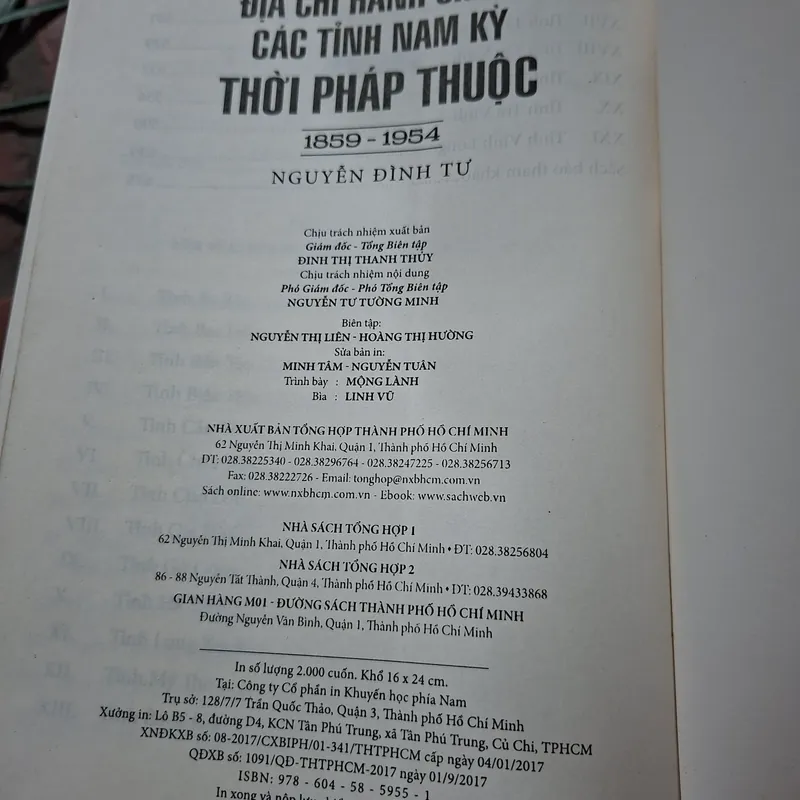 ĐỊA CHÍ HÀNH
CÁC TỈNH NAM KỲ
THỜI PHÁP THUỘC
1859 - 1954
NGUYỄN ĐÌNH TƯ
Chịu trách nhiệm xuất bản
Giám đốc - Tổng Biên tập
ĐINH THỊ THANH THỦY
Chịu trách nhiệm nội dung
Phó Giám đốc - Phó Tổng Biên tập
NGUYỄN TƯ TƯỜNG MINH
Biên tập:
NGUYỄN THỊ LIÊN - HOÀNG THỊ HƯỜNG
Sửa bản in:
MINH TÂM - NGUYỄN TUÂN
Trình bày : MỘNG LÀNH
Bìa : LINH VŨ
NHÀ XUẤT BẢN TỔNG HỢP THÀNH PHỐ HỒ CHÍ MINH
62 Nguyễn Thị Minh Khai, Quận 1, Thành phố Hồ Chí Minh
ĐT: 028.38225340 - 028.38296764 - 028.38247225 - 028.38256713
Fax: 028.38222726 - Email: tonghop@nxbhcm.com.vn
Sách online: www.nxbhcm.com.vn - Ebook: www.sachweb.vn
NHÀ SÁCH TỔNG HỢP 1
62 Nguyễn Thị Minh Khai, Quận 1, Thành phố Hồ Chí Minh • ĐT: 028.38256804
NHÀ SÁCH TỔNG HỢP 2
86 - 88 Nguyễn Tất Thành, Quận 4, Thành phố Hồ Chí Minh • ĐT: 028.39433868
GIAN HÀNG M01 - ĐƯỜNG SÁCH THÀNH PHỐ HỒ CHÍ MINH
Đường Nguyễn Văn Bình, Quận 1, Thành phố Hồ Chí Minh
In số lượng 2.000 cuốn. Khổ 16 x 24 cm.
Tại: Công ty Cổ phần in Khuyến học phía Nam
Trụ sở: 128/7/7 Trần Quốc Thảo, Quận 3, Thành phố Hồ Chí Minh
Xưởng in: Lô B5 - 8, đường D4, KCN Tân Phú Trung, xã Tân Phú Trung, Củ Chi, TPHCM
XNĐKXB số: 08-2017/CXBIPH/01-341/THTPHCM cấp ngày 04/01/2017
QĐXB số: 1091/QĐ-THTPHCM-2017 ngày 01/9/2017
ISBN: 978 - 604 - 58 - 5955 - 1
In xong và nộp lưu